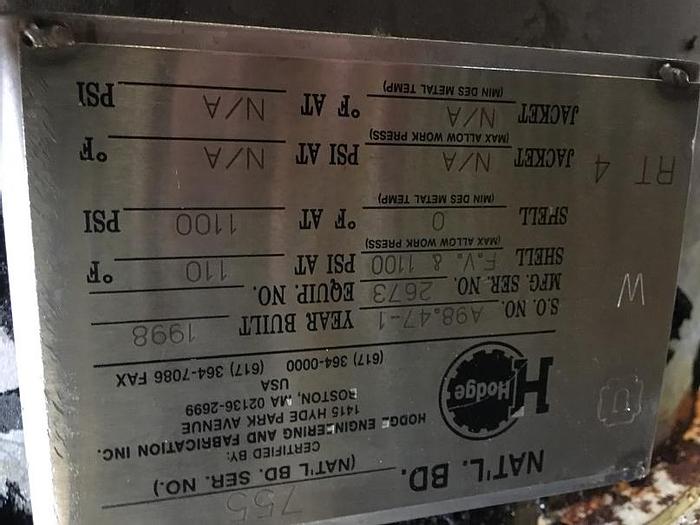 755
NAT'L. BD. (NAT'L. BD. SER. NO.)
CERTIFIED BY:
HODGE ENGINEERING AND FABRICATION INC.
1415 HYDE PARK AVENUE
BOSTON, MA 02136-2699
USA
(617) 364-0000 (617) 364-7086 FAX
H Hodge
U
W
RT 4
S.O. NO. A98.47-1 YEAR BUILT 1998
MFG. SER. NO. 2673 EQUIP. NO.
SHELL F.V. & 1100 PSI AT 110 °F
(MAX ALLOW WORK PRESS)
SHELL 0 °F AT 1100 PSI
(MIN DES METAL TEMP)
JACKET N/A PSI AT N/A °F
(MAX ALLOW WORK PRESS)
JACKET N/A °F AT N/A PSI
(MIN DES METAL TEMP)